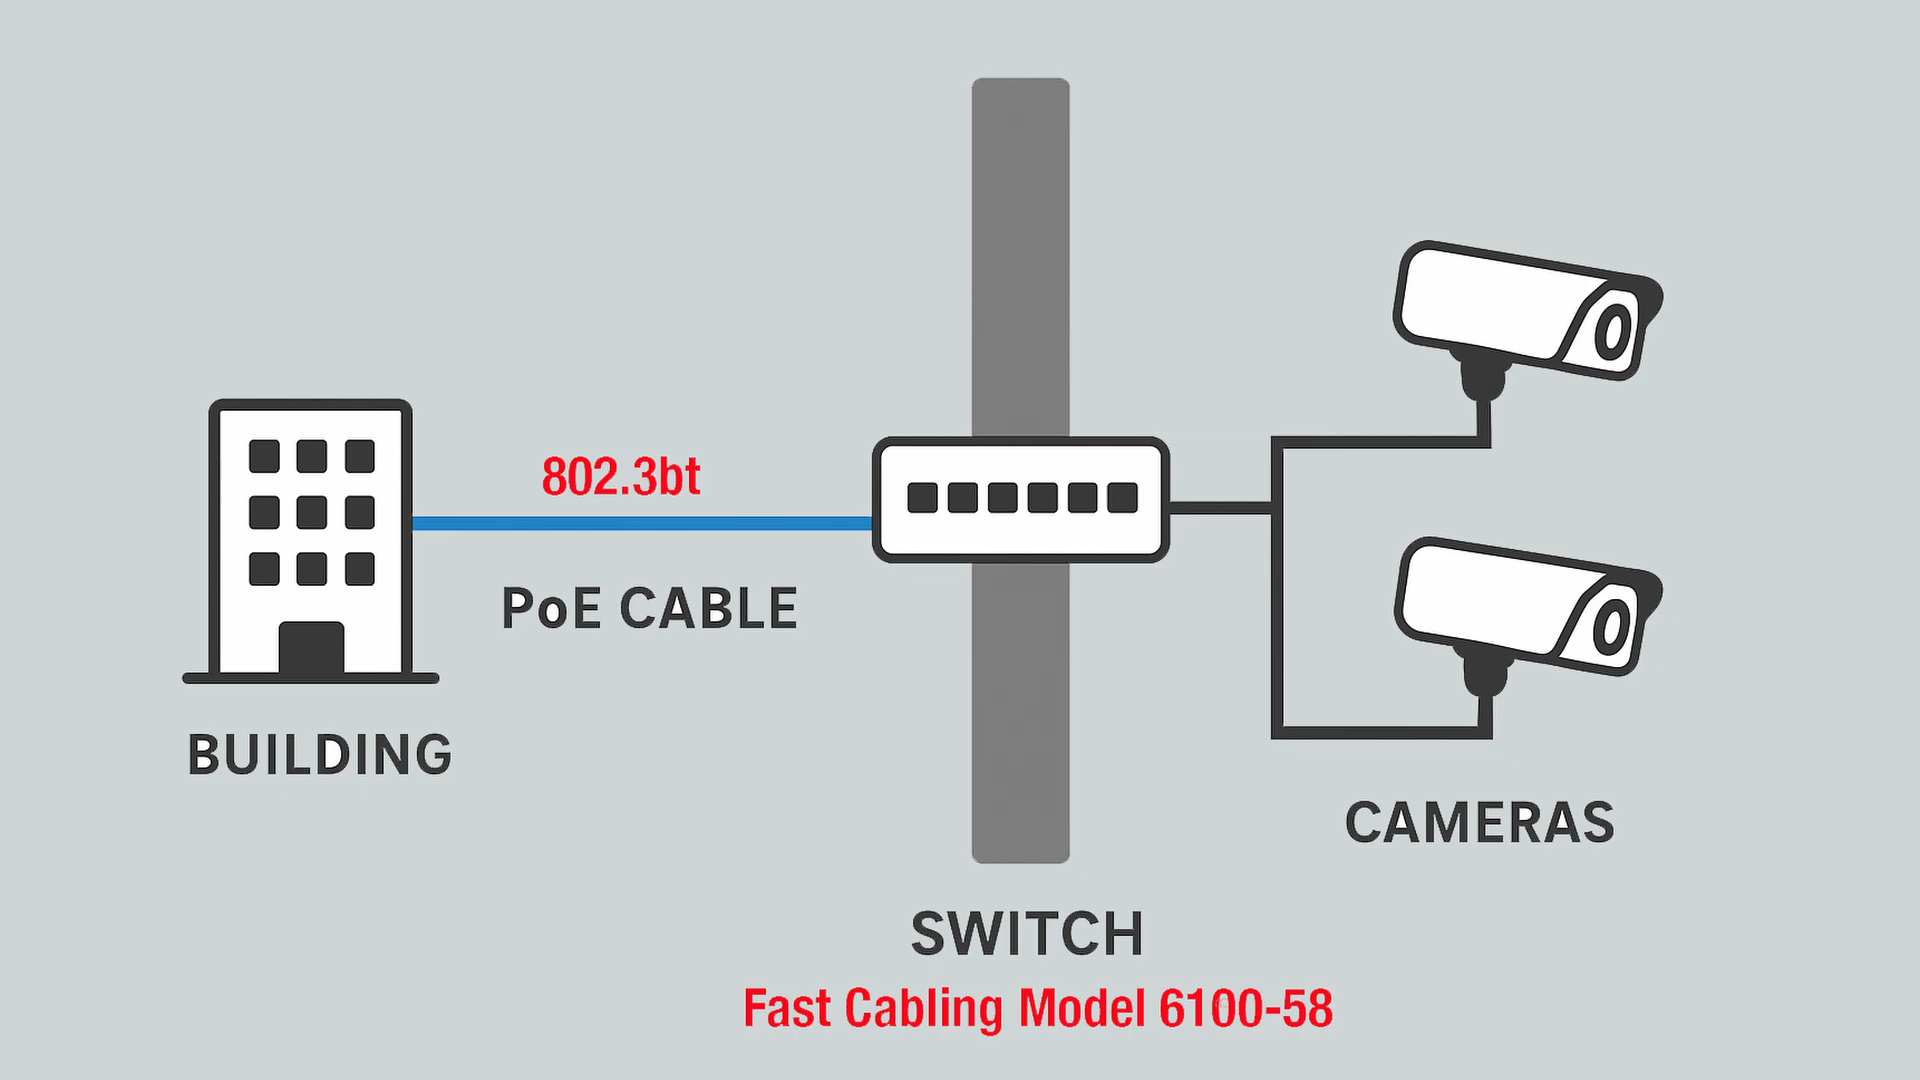 802.3bt
PoE CABLE
BUILDING
CAMERAS
SWITCH
Fast Cabling Model 6100-58